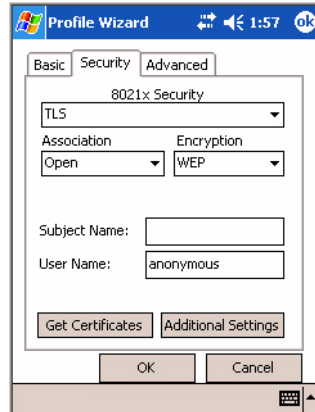 Profile Wizard 1:57 ok
Basic Security Advanced
8021x Security
TLS
Association Encryption
Open WEP
Subject Name:
User Name: anonymous
Get Certificates Additional Settings
OK Cancel